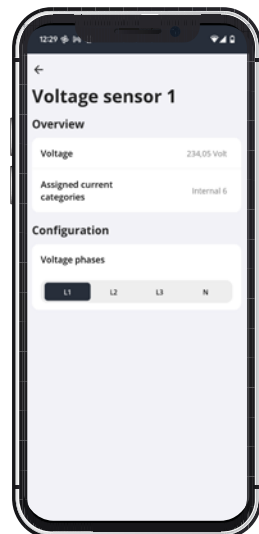 12:29
Voltage sensor 1
Overview
Voltage 234,05 Volt
Assigned current
categories Internal 6
Configuration
Voltage phases
L1 L2 L3 N